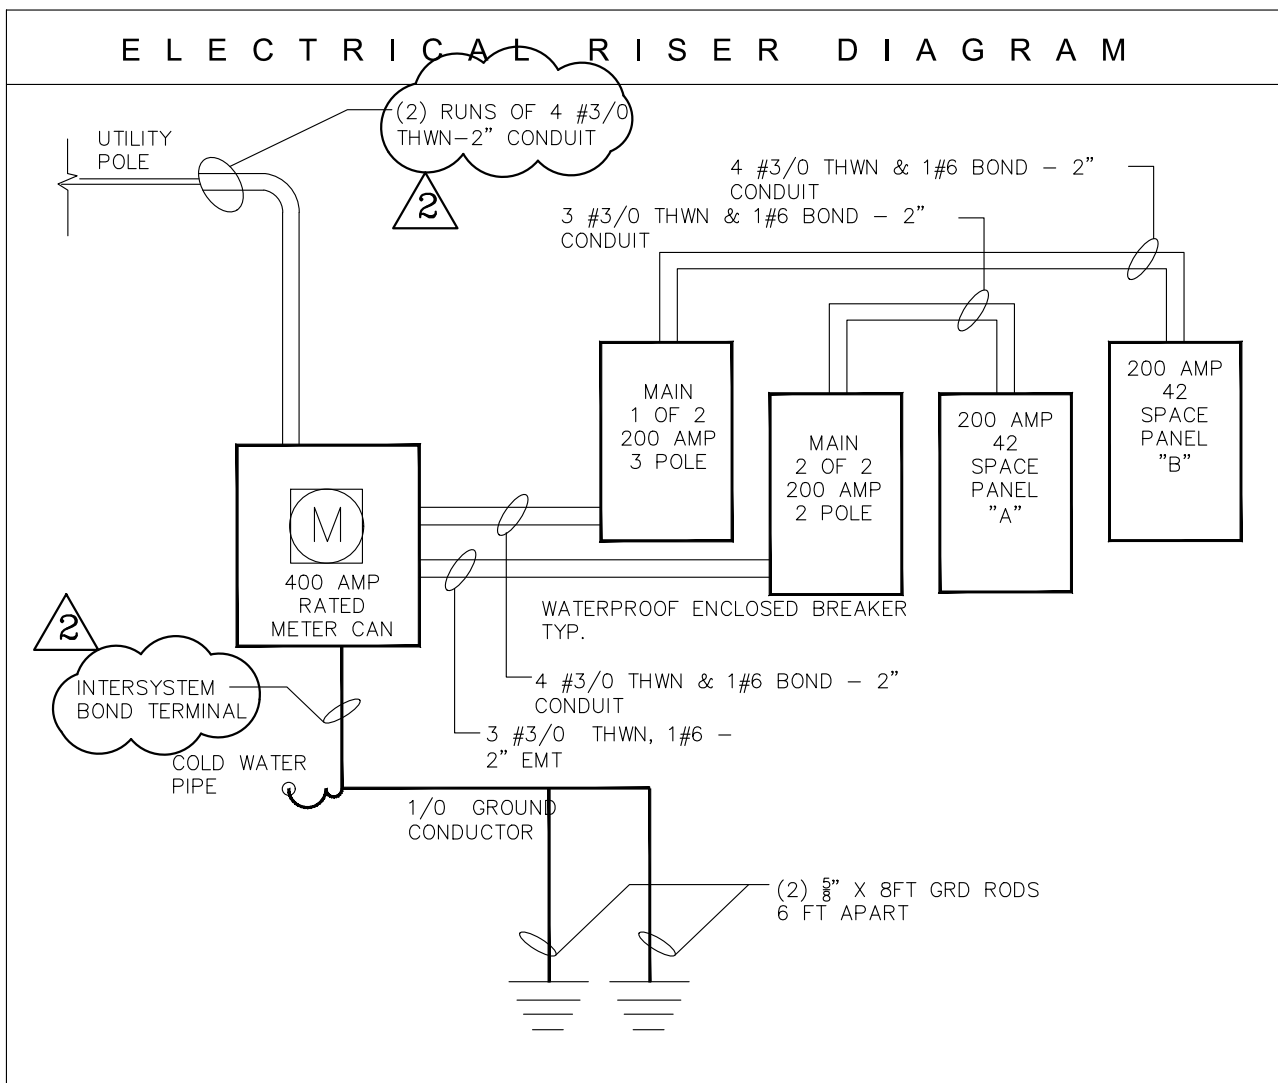 ELECTRICAL RISER DIAGRAM
(2) RUNS OF 4 #3/0
THWN-2" CONDUIT
2
UTILITY
POLE
4 #3/0 THWN & 1#6 BOND - 2"
CONDUIT
3 #3/0 THWN & 1#6 BOND - 2"
CONDUIT
MAIN
1 OF 2
200 AMP
3 POLE
MAIN
2 OF 2
200 AMP
2 POLE
200 AMP
42
SPACE
PANEL
"A"
200 AMP
42
SPACE
PANEL
"B"
M
400 AMP
RATED
METER CAN
WATERPROOF ENCLOSED BREAKER
TYP.
2
INTERSYSTEM
BOND TERMINAL
4 #3/0 THWN & 1#6 BOND - 2"
CONDUIT
3 #3/0 THWN, 1#6 -
2" EMT
COLD WATER
PIPE
1/0 GROUND
CONDUCTOR
(2) 5/8" X 8FT GRD RODS
6 FT APART